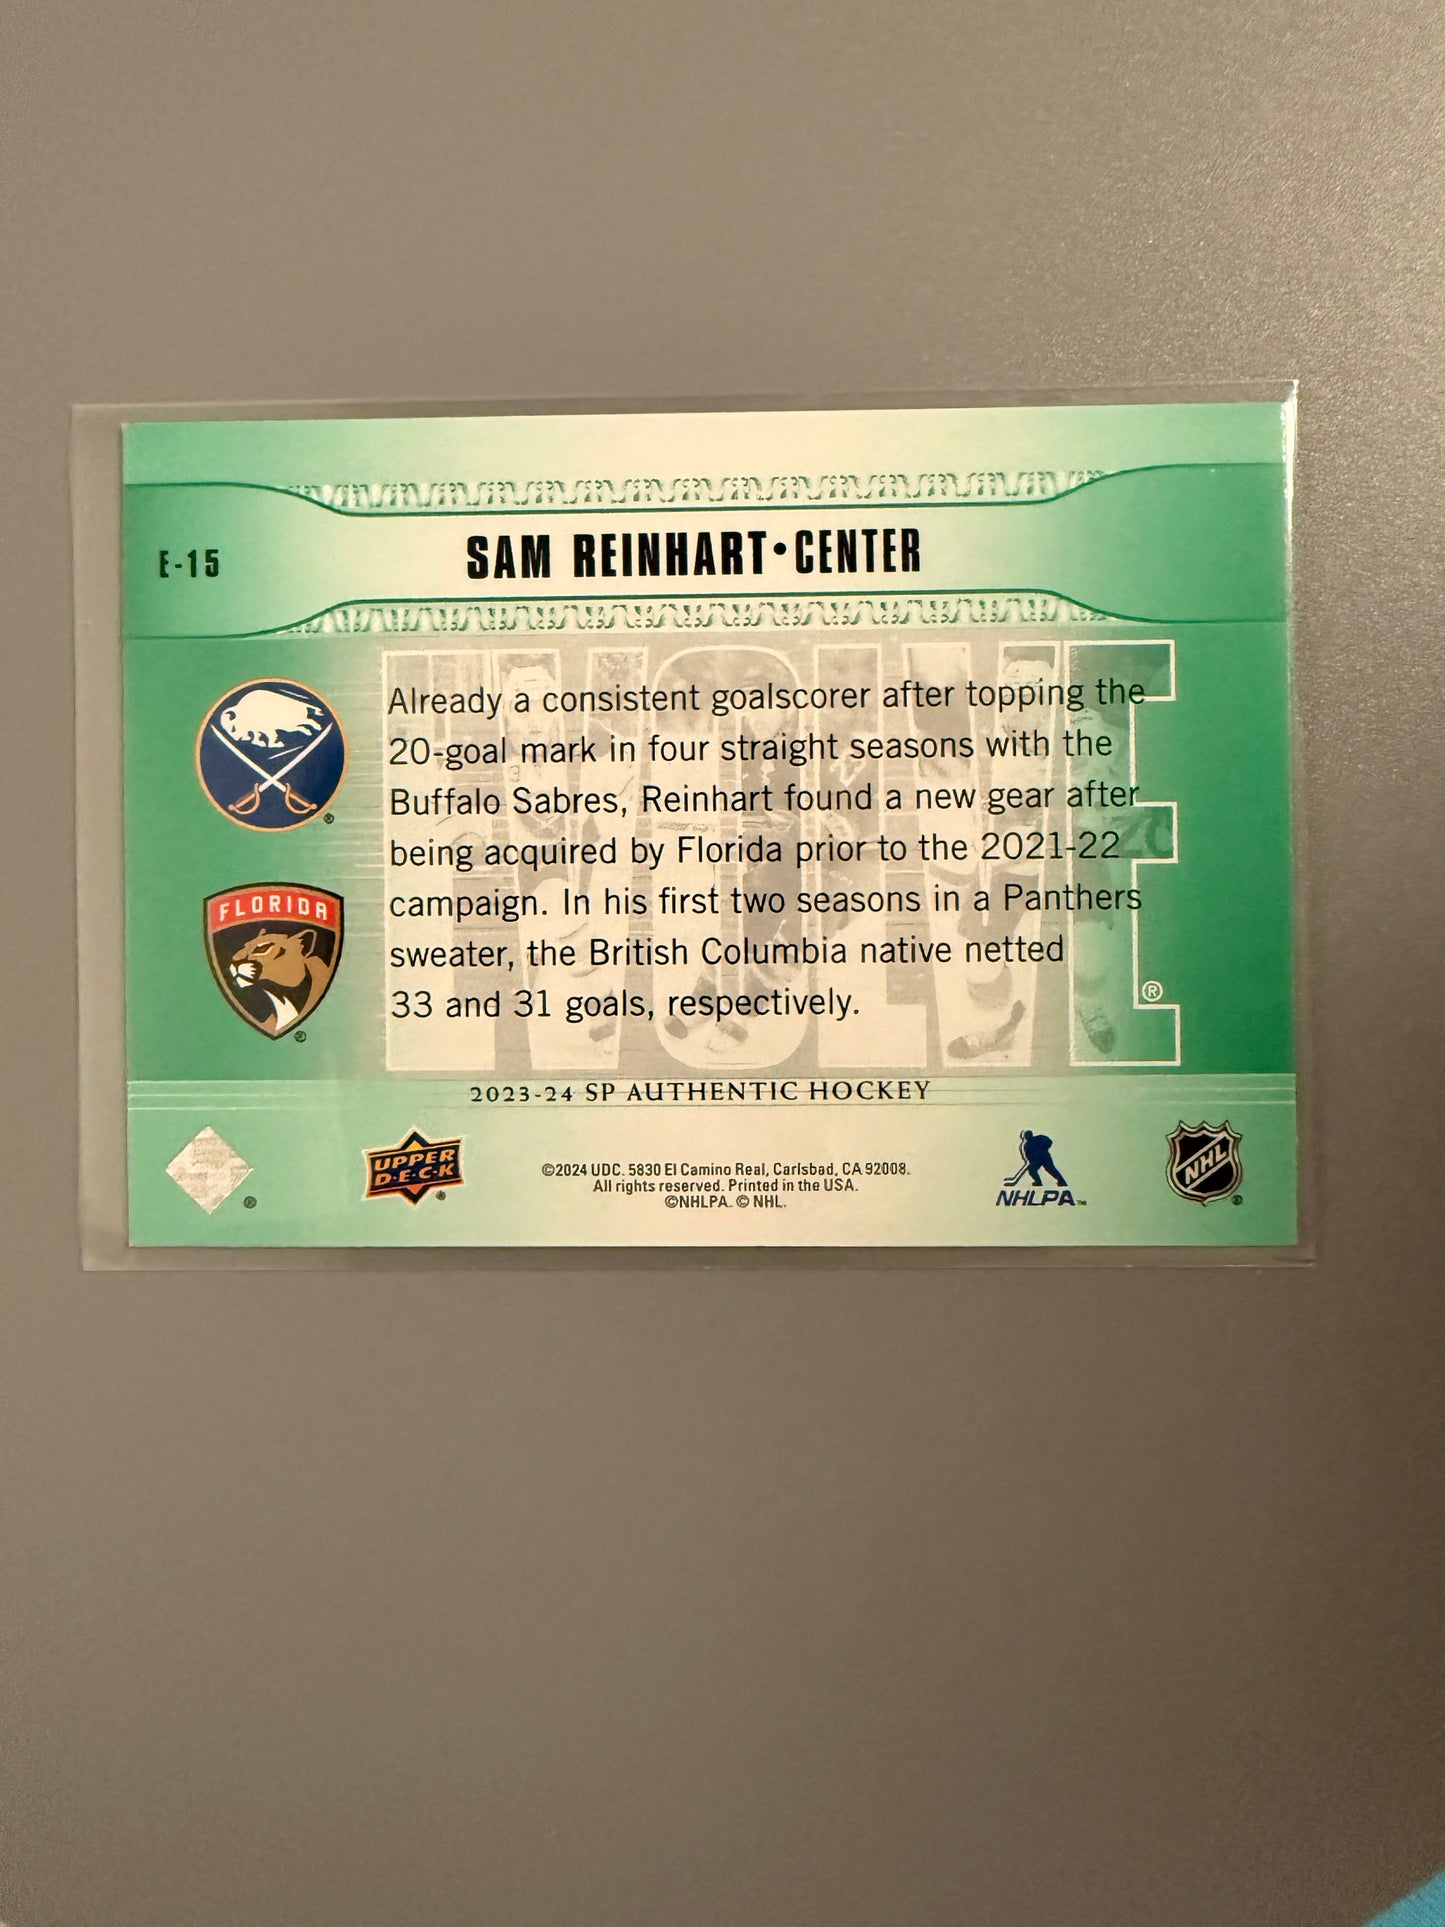 E-15
SAM REINHART•CENTER
EVOLVE
Already a consistent goalscorer after topping the
20-goal mark in four straight seasons with the
Buffalo Sabres, Reinhart found a new gear after
being acquired by Florida prior to the 2021-22
campaign. In his first two seasons in a Panthers
sweater, the British Columbia native netted
33 and 31 goals, respectively.
®
FLORIDA
®
®
2023-24 SP AUTHENTIC HOCKEY
®
UPPER
D·E·C·K
®
©2024 UDC. 5830 El Camino Real, Carlsbad, CA 92008.
All rights reserved. Printed in the USA.
©NHLPA. © NHL.
NHLPA™
NHL
®